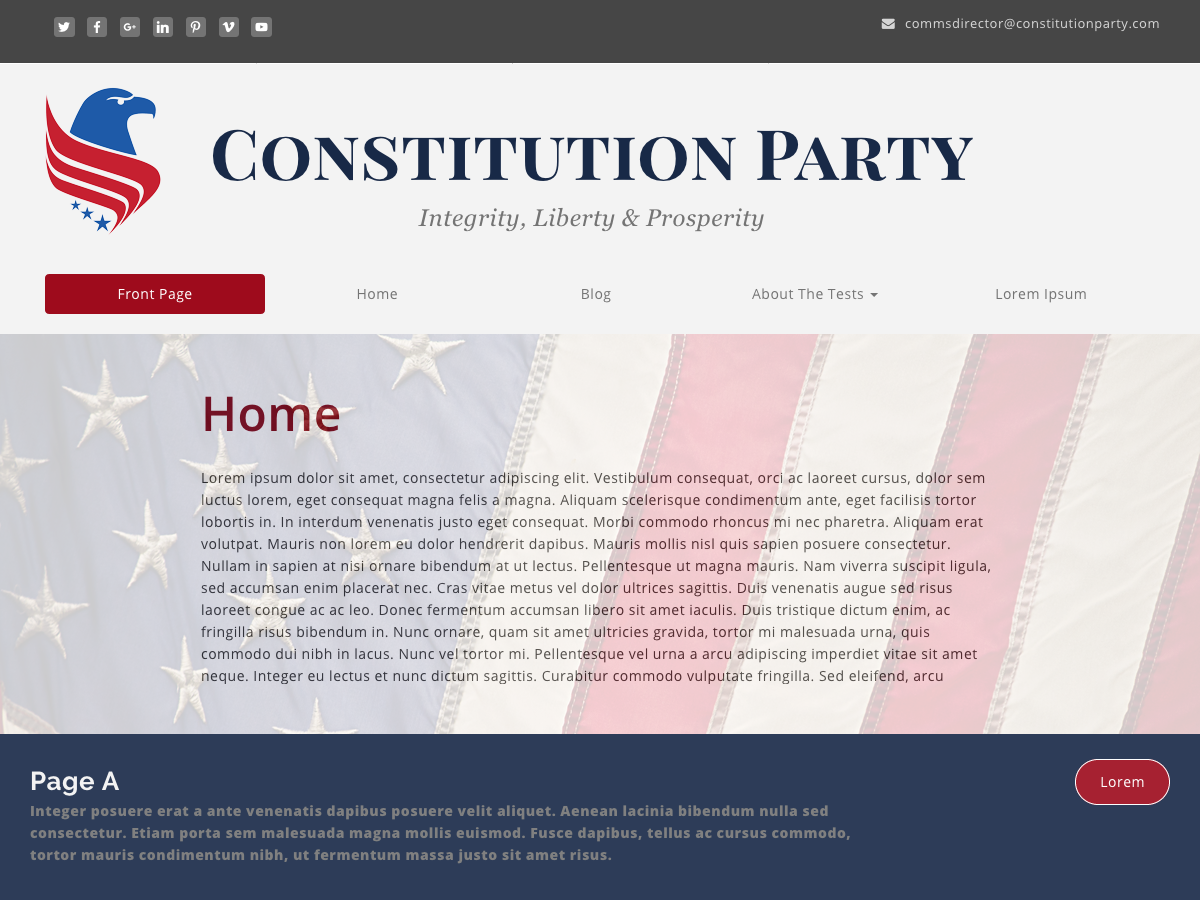 commsdirector@constitutionparty.com
Constitution Party
Integrity, Liberty & Prosperity
Front Page Home Blog About The Tests Lorem Ipsum
Home
Lorem ipsum dolor sit amet, consectetur adipiscing elit. Vestibulum consequat, orci ac laoreet cursus, dolor sem
luctus lorem, eget consequat magna felis a magna. Aliquam scelerisque condimentum ante, eget facilisis tortor
lobortis in. In interdum venenatis justo eget consequat. Morbi commodo rhoncus mi nec pharetra. Aliquam erat
volutpat. Mauris non lorem eu dolor hendrerit dapibus. Mauris mollis nisl quis sapien posuere consectetur.
Nullam in sapien at nisi ornare bibendum at ut lectus. Pellentesque ut magna mauris. Nam viverra suscipit ligula,
sed accumsan enim placerat nec. Cras vitae metus vel dolor ultrices sagittis. Duis venenatis augue sed risus
laoreet congue ac ac leo. Donec fermentum accumsan libero sit amet iaculis. Duis tristique dictum enim, ac
fringilla risus bibendum in. Nunc ornare, quam sit amet ultricies gravida, tortor mi malesuada urna, quis
commodo dui nibh in lacus. Nunc vel tortor mi. Pellentesque vel urna a arcu adipiscing imperdiet vitae sit amet
neque. Integer eu lectus et nunc dictum sagittis. Curabitur commodo vulputate fringilla. Sed eleifend, arcu
Page A
Integer posuere erat a ante venenatis dapibus posuere velit aliquet. Aenean lacinia bibendum nulla sed
consectetur. Etiam porta sem malesuada magna mollis euismod. Fusce dapibus, tellus ac cursus commodo,
tortor mauris condimentum nibh, ut fermentum massa justo sit amet risus.
Lorem